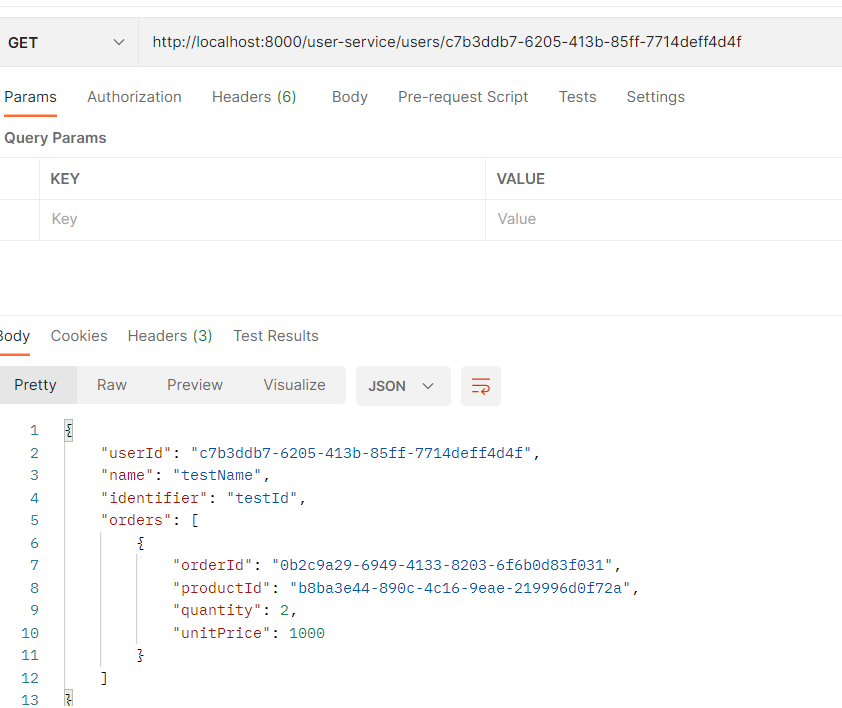 GET http://localhost:8000/user-service/users/c7b3ddb7-6205-413b-85ff-7714deff4d4f
Params Authorization Headers (6) Body Pre-request Script Tests Settings
Query Params
KEY VALUE
Key Value
Body Cookies Headers (3) Test Results
Pretty Raw Preview Visualize JSON
1 {
2 "userId": "c7b3ddb7-6205-413b-85ff-7714deff4d4f",
3 "name": "testName",
4 "identifier": "testId",
5 "orders": [
6 {
7 "orderId": "0b2c9a29-6949-4133-8203-6f6b0d83f031",
8 "productId": "b8ba3e44-890c-4c16-9eae-219996d0f72a",
9 "quantity": 2,
10 "unitPrice": 1000
11 }
12 ]
13 }